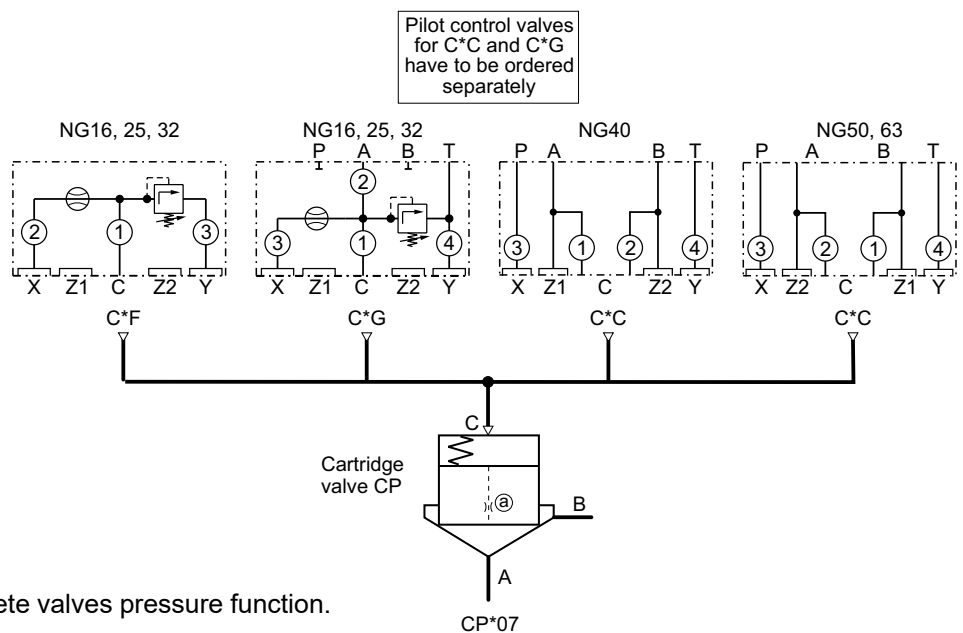 Pilot control valves
for C*C and C*G
have to be ordered
separately
NG16, 25, 32
NG16, 25, 32
NG40
NG50, 63
P A B T
P A B T
P A B T
2
2 1 3
3 1 4
3 1 2 4
3 2 1 4
X Z1 C Z2 Y
X Z1 C Z2 Y
X Z1 C Z2 Y
X Z2 C Z1 Y
C*F
C*G
C*C
C*C
C
Cartridge
valve CP
a
B
A
ete valves pressure function.
CP*07